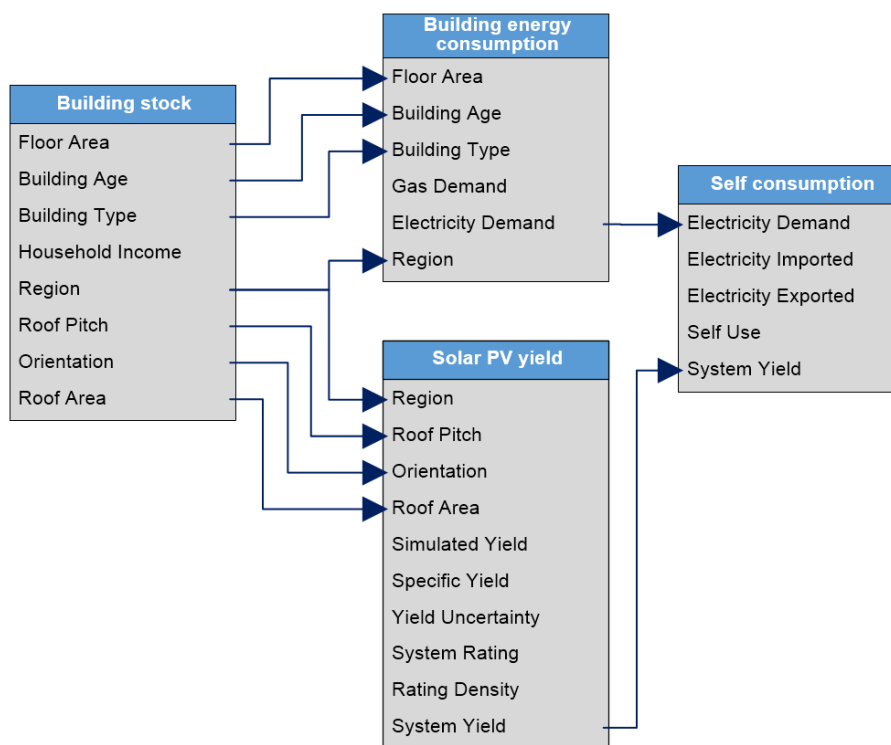 Building stock
Floor Area
Building Age
Building Type
Household Income
Region
Roof Pitch
Orientation
Roof Area
Building energy
consumption
Floor Area
Building Age
Building Type
Gas Demand
Electricity Demand
Region
Solar PV yield
Region
Roof Pitch
Orientation
Roof Area
Simulated Yield
Specific Yield
Yield Uncertainty
System Rating
Rating Density
System Yield
Self consumption
Electricity Demand
Electricity Imported
Electricity Exported
Self Use
System Yield